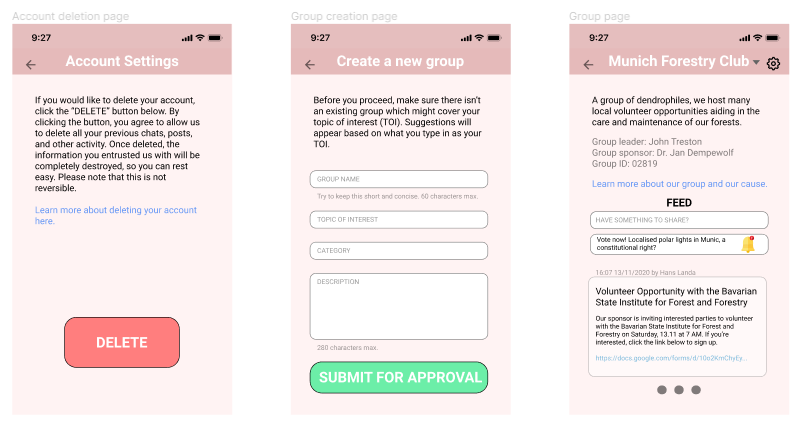 Account deletion page
9:27
Account Settings
If you would like to delete your account,
click the “DELETE” button below. By
clicking the button, you agree to allow us
to delete all your previous chats, posts,
and other activity. Once deleted, the
information you entrusted us with will be
completely destroyed, so you can rest
easy. Please note that this is not
reversible.
Learn more about deleting your account
here.
DELETE
Group creation page
9:27
Create a new group
Before you proceed, make sure there isn’t
an existing group which might cover your
topic of interest (TOI). Suggestions will
appear based on what you type in as your
TOI.
GROUP NAME
Try to keep this short and concise. 60 characters max.
TOPIC OF INTEREST
CATEGORY
DESCRIPTION
280 characters max.
SUBMIT FOR APPROVAL
Group page
9:27
Munich Forestry Club
A group of dendrophiles, we host many
local volunteer opportunities aiding in the
care and maintenance of our forests.
Group leader: John Treston
Group sponsor: Dr. Jan Dempewolf
Group ID: 02819
Learn more about our group and our cause.
FEED
HAVE SOMETHING TO SHARE?
Vote now! Localised polar lights in Munic, a
constitutional right?
16:07 13/11/2020 by Hans Landa
Volunteer Opportunity with the Bavarian
State Institute for Forest and Forestry
Our sponsor is inviting interested parties to volunteer
with the Bavarian State Institute for Forest and
Forestry on Saturday, 13.11 at 7 AM. If you're
interested, click the link below to sign up.